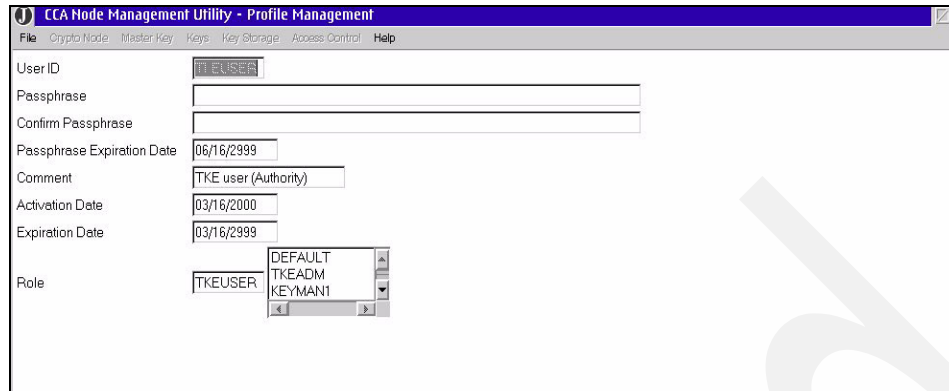 CCA Node Management Utility - Profile Management
File Crypto Node Master Key Keys Key Storage Access Control Help
User ID TKEUSER
Passphrase
Confirm Passphrase
Passphrase Expiration Date 06/16/2999
Comment TKE user (Authority)
Activation Date 03/16/2000
Expiration Date 03/16/2999
Role TKEUSER
DEFAULT
TKEADM
KEYMAN1